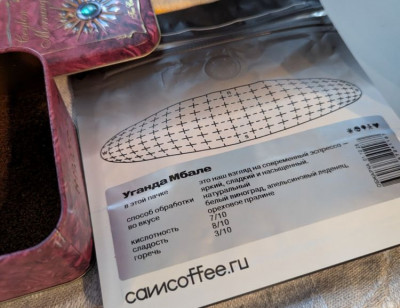 Уганда Мбале
в этой пачке это наш взгляд на современный эспрессо –
яркий, сладкий и насыщенный.
способ обработки натуральный
во вкусе белый виноград, апельсиновый леденец,
ореховое пралине
кислотность 7/10
сладость 8/10
горечь 3/10
camcoffee.ru